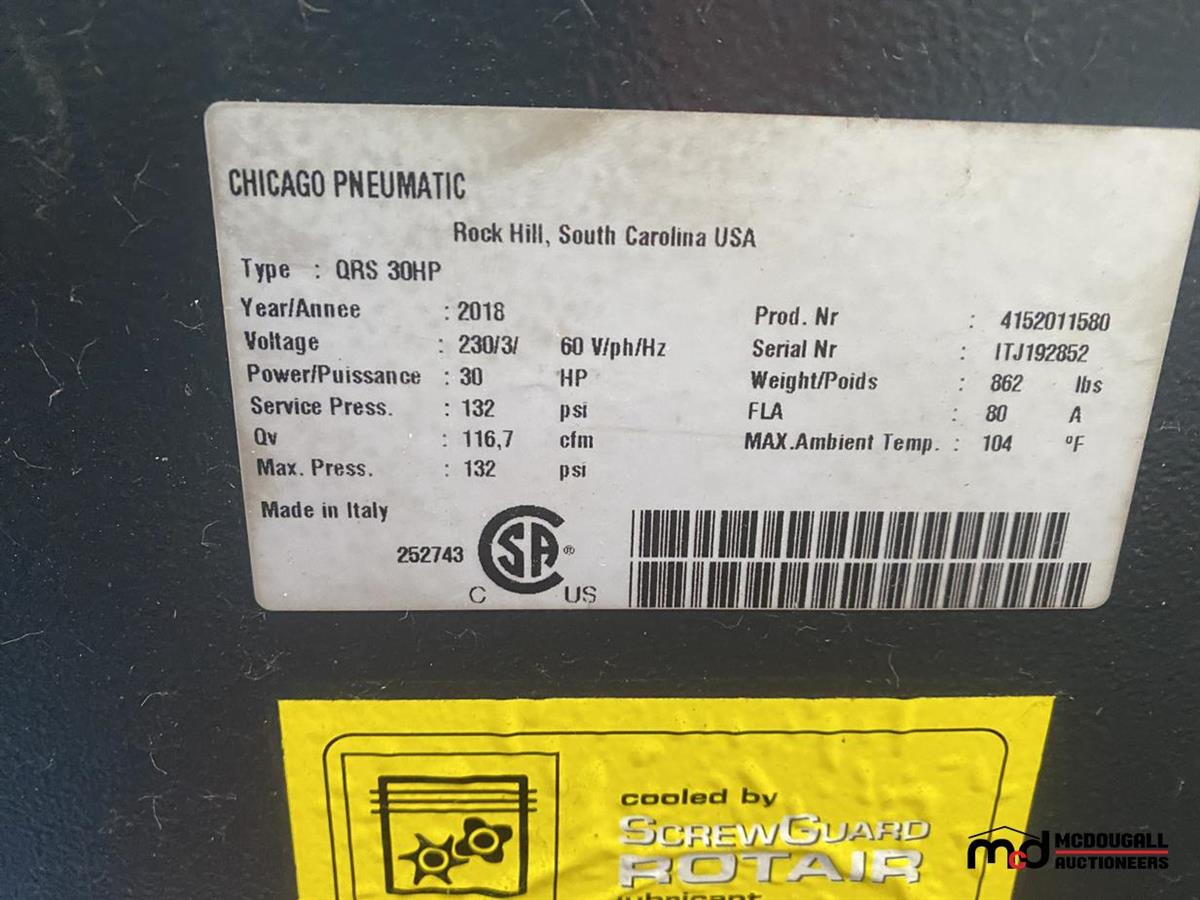 CHICAGO PNEUMATIC
Rock Hill, South Carolina USA
Type : QRS 30HP
Year/Annee : 2018
Voltage : 230/3/ 60 V/ph/Hz
Power/Puissance : 30 HP
Service Press. : 132 psi
Qv : 116,7 cfm
Max. Press. : 132 psi
Prod. Nr : 4152011580
Serial Nr : ITJ192852
Weight/Poids : 862 lbs
FLA : 80 A
MAX.Ambient Temp. : 104 °F
Made in Italy
252743 SA ®
C US
cooled by
SCREWGUARD
ROTAIR
lubricant
mcd MCDOUGALL
AUCTIONEERS